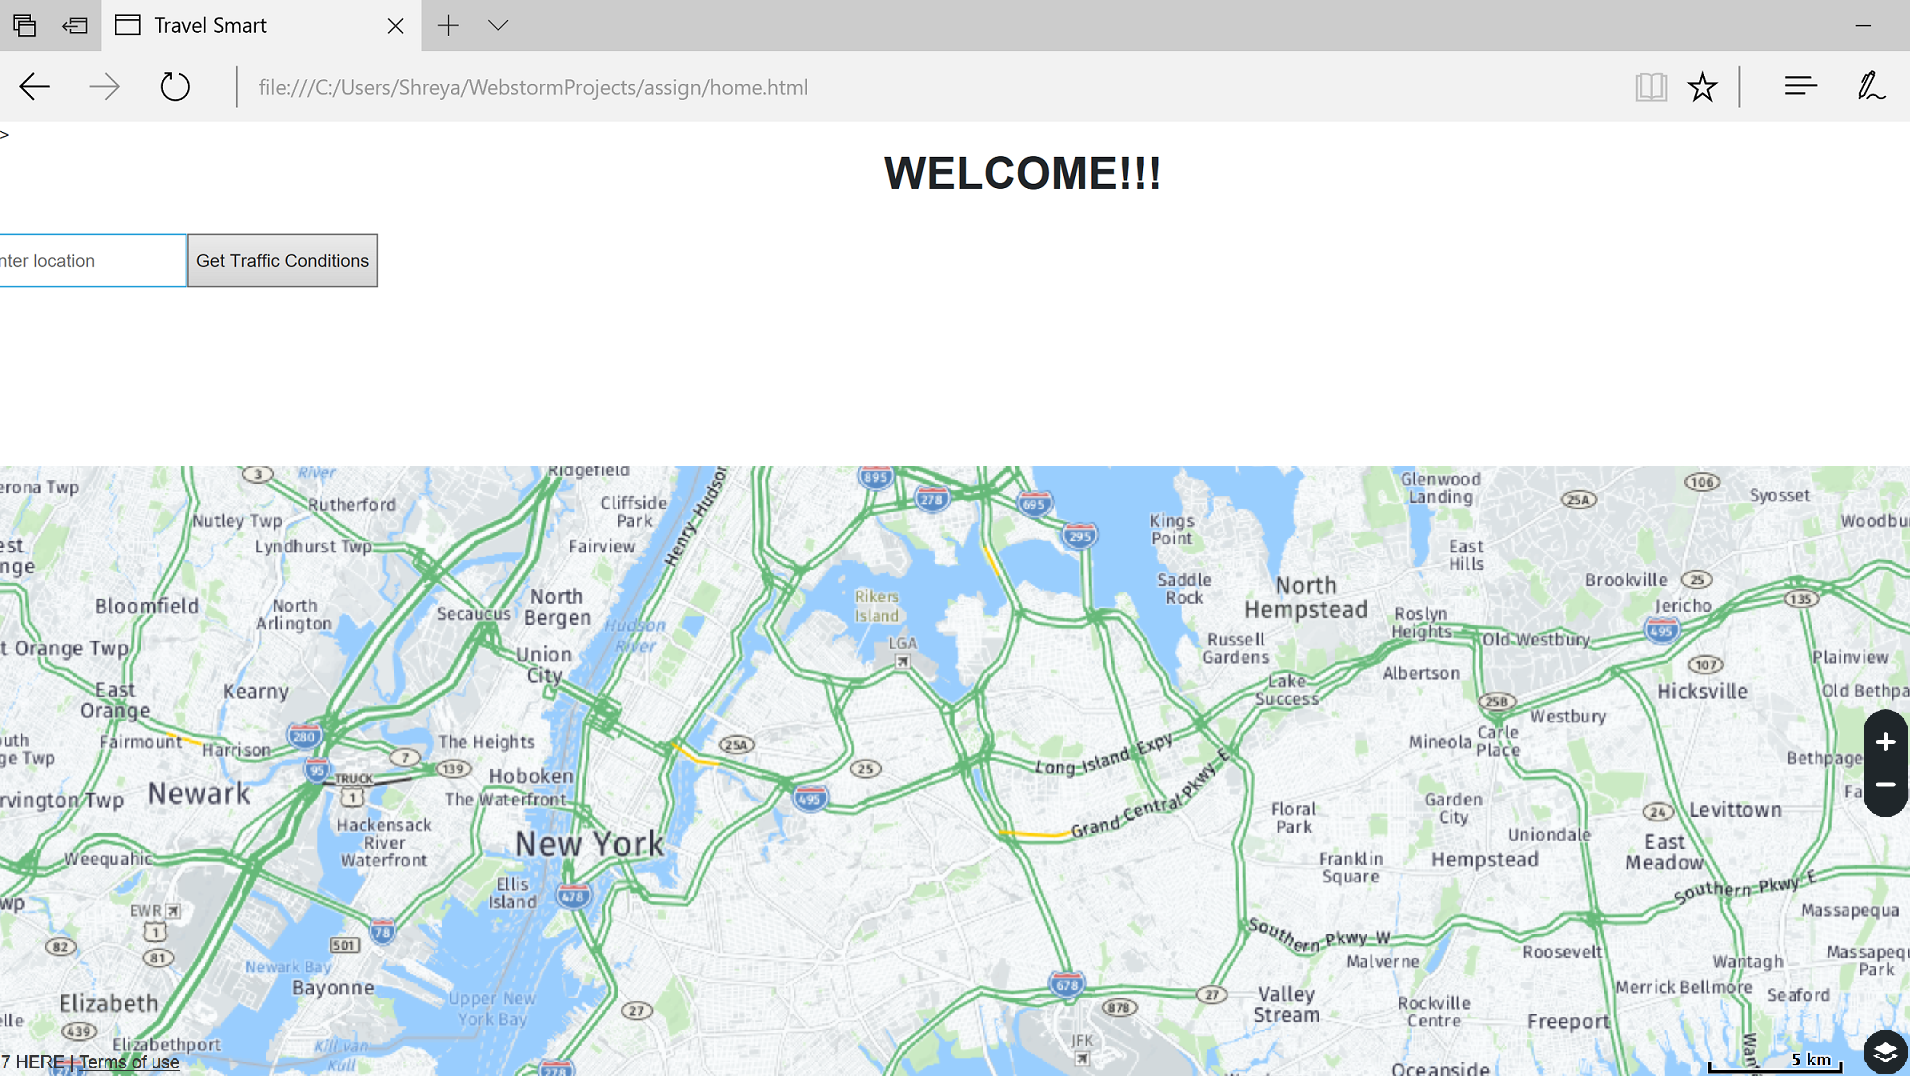 Travel Smart
file:///C:/Users/Shreya/WebstormProjects/assign/home.html
>
WELCOME!!!
nter location
Get Traffic Conditions
Ridgefield
895
Henry Hudson
3
River
erona Twp
Rutherford
Cliffside
Park
278
695
Glenwood
Landing
25A
106
Syosset
Nutley Twp
Kings
Point
Woodbu
295
Lyndhurst Twp
Fairview
East
Hills
est
nge
Saddle
Rock
North
Hempstead
Brookville
25
Bloomfield
North
Arlington
Secaucus
North
Bergen
Rikers
Island
Jericho
135
Roslyn
Heights
495
Hudson
River
LGA
Russell
Gardens
Old Westbury
t Orange Twp
Union
City
107
Plainview
Albertson
East
Orange
Kearny
Lake
Success
Hicksville
Old Bethpa
25B
Westbury
outh
ge Twp
Fairmount
Harrison
280
The Heights
25A
Long Island Expy
Mineola
Carle
Place
Bethpage
7
95
139
25
TRUCK
1
Hoboken
Newark
rvington Twp
The Waterfront
495
Floral
Park
Garden
City
24
Levittown
Fa
Grand Central Pkwy E
Hackensack
River
Waterfront
New York
Uniondale
East
Meadow
Weequahic
Franklin
Square
Hempstead
Ellis
Island
478
Southern Pkwy E
wp
EWR
1
78
501
Massapequa
82
81
Southern Pkwy W
Roosevelt
Newark Bay
Malverne
Wantagh
Massapequ
Park
Bayonne
678
Merrick
Bellmore
Seaford
Elizabeth
Upper New
York Bay
27
878
27
Valley
Stream
Rockville
Centre
Freeport
elle
439
Elizabethport
Kill van
Kull
JFK
Wan
7 HERE | Terms of use
278
Oceanside
5 km